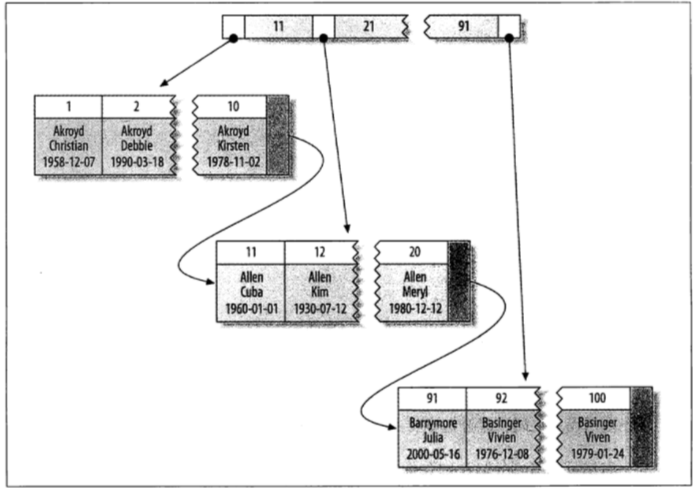 11 21 91
1 2 10
Akroyd Akroyd Akroyd
Christian Debbie Kirsten
1958-12-07 1990-03-18 1978-11-02
11 12 20
Allen Allen Allen
Cuba Kim Meryl
1960-01-01 1930-07-12 1980-12-12
91 92 100
Barrymore Basinger Basinger
Julia Vivien Viven
2000-05-16 1976-12-08 1979-01-24